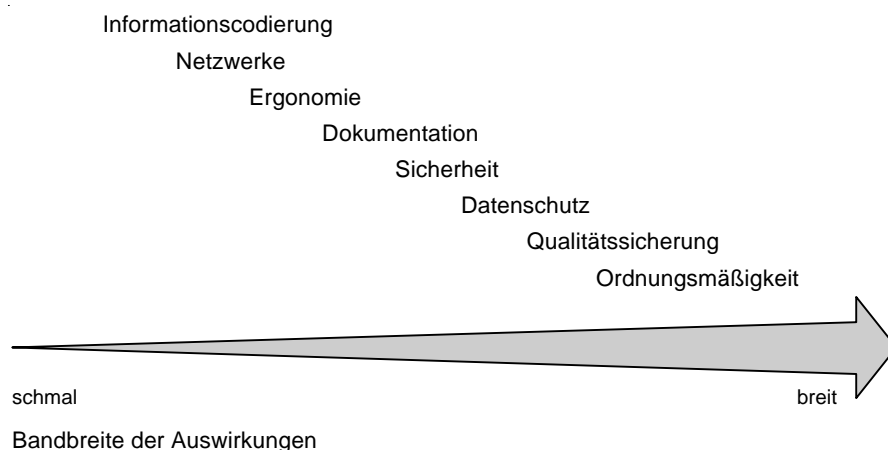 Informationscodierung
Netzwerke
Ergonomie
Dokumentation
Sicherheit
Datenschutz
Qualitätssicherung
Ordnungsmäßigkeit
schmal breit
Bandbreite der Auswirkungen